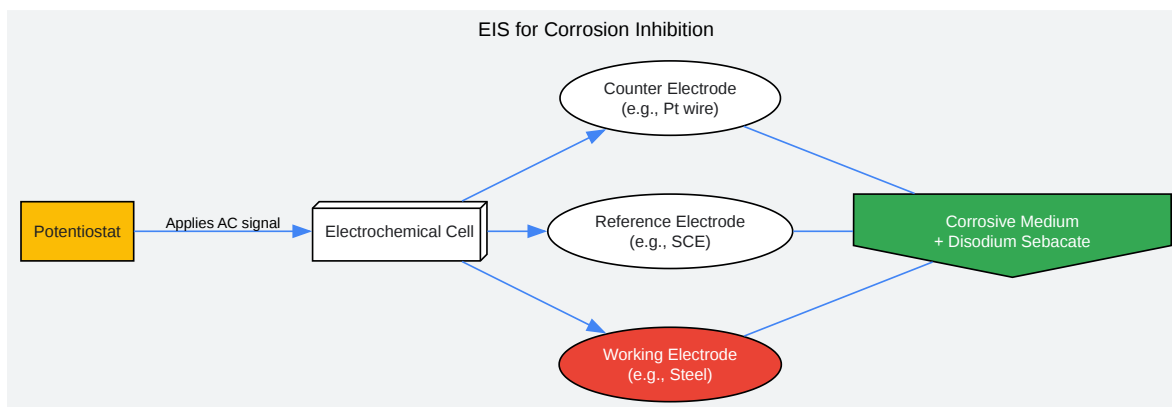 EIS for Corrosion Inhibition
Counter Electrode
(e.g., Pt wire)
Potentiostat
Applies AC signal
Electrochemical Cell
Reference Electrode
(e.g., SCE)
Corrosive Medium
+ Disodium Sebacate
Working Electrode
(e.g., Steel)